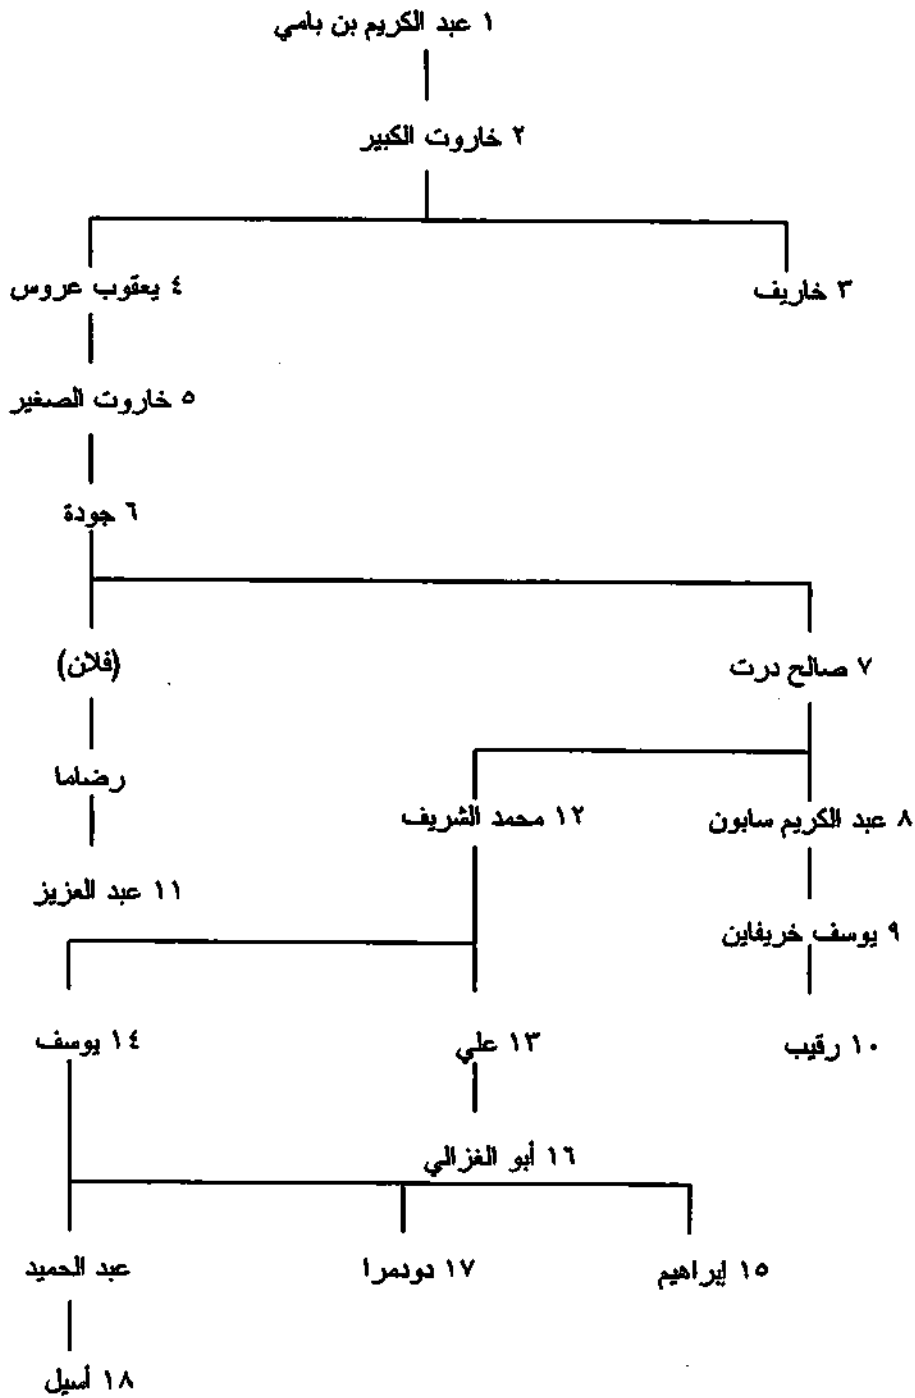 ١ عبد الكريم بن بامي
٢ خاروت الكبير
٣ خاريف
٤ يعقوب عروس
٥ خاروت الصغير
٦ جودة
٧ صالح درت
(فلان)
رضاما
٨ عبد الكريم سابون
١٢ محمد الشريف
١١ عبد العزيز
٩ يوسف خريفاين
١٠ رقيب
١٣ علي
١٤ يوسف
١٦ أبو الغزالي
١٥ إبراهيم
١٧ دودمرا
عبد الحميد
١٨ أسيل